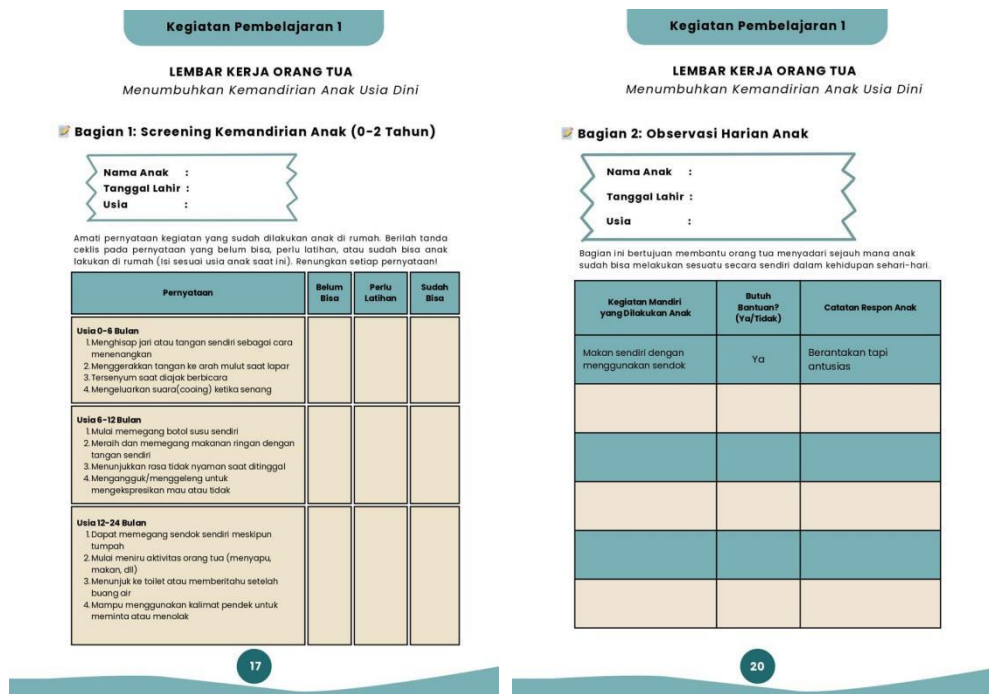 Kegiatan Pembelajaran 1
LEMBAR KERJA ORANG TUA
Menumbuhkan Kemandirian Anak Usia Dini
Bagian 1: Screening Kemandirian Anak (0-2 Tahun)
Nama Anak :
Tanggal Lahir :
Usia :
Amati pernyataan kegiatan yang sudah dilakukan anak di rumah. Berilah tanda
ceklis pada pernyataan yang belum bisa, perlu latihan, atau sudah bisa anak
lakukan di rumah (Isi sesuai usia anak saat ini). Renungkan setiap pernyataan!
Pernyataan
Belum
Bisa
Perlu
Latihan
Sudah
Bisa
Usia 0-6 Bulan
1. Menghisap jari atau tangan sendiri sebagai cara
menenangkan
2. Menggerakkan tangan ke arah mulut saat lapar
3. Tersenyum saat diajak berbicara
4. Mengeluarkan suara(cooing) ketika senang
Usia 6-12 Bulan
1. Mulai memegang botol susu sendiri
2. Meraih dan memegang makanan ringan dengan
tangan sendiri
3. Menunjukkan rasa tidak nyaman saat ditinggal
4. Mengangguk/menggeleng untuk
mengekspresikan mau atau tidak
Usia 12-24 Bulan
1. Dapat memegang sendok sendiri meskipun
tumpah
2. Mulai meniru aktivitas orang tua (menyapu,
makan, dll)
3. Menunjuk ke toilet atau memberitahu setelah
buang air
4. Mampu menggunakan kalimat pendek untuk
meminta atau menolak
17
Kegiatan Pembelajaran 1
LEMBAR KERJA ORANG TUA
Menumbuhkan Kemandirian Anak Usia Dini
Bagian 2: Observasi Harian Anak
Nama Anak :
Tanggal Lahir :
Usia :
Bagian ini bertujuan membantu orang tua menyadari sejauh mana anak
sudah bisa melakukan sesuatu secara sendiri dalam kehidupan sehari-hari.
Kegiatan Mandiri
yang Dilakukan Anak
Butuh
Bantuan?
(Ya/Tidak)
Catatan Respon Anak
Makan sendiri dengan
menggunakan sendok
Ya
Berantakan tapi
antusias
20